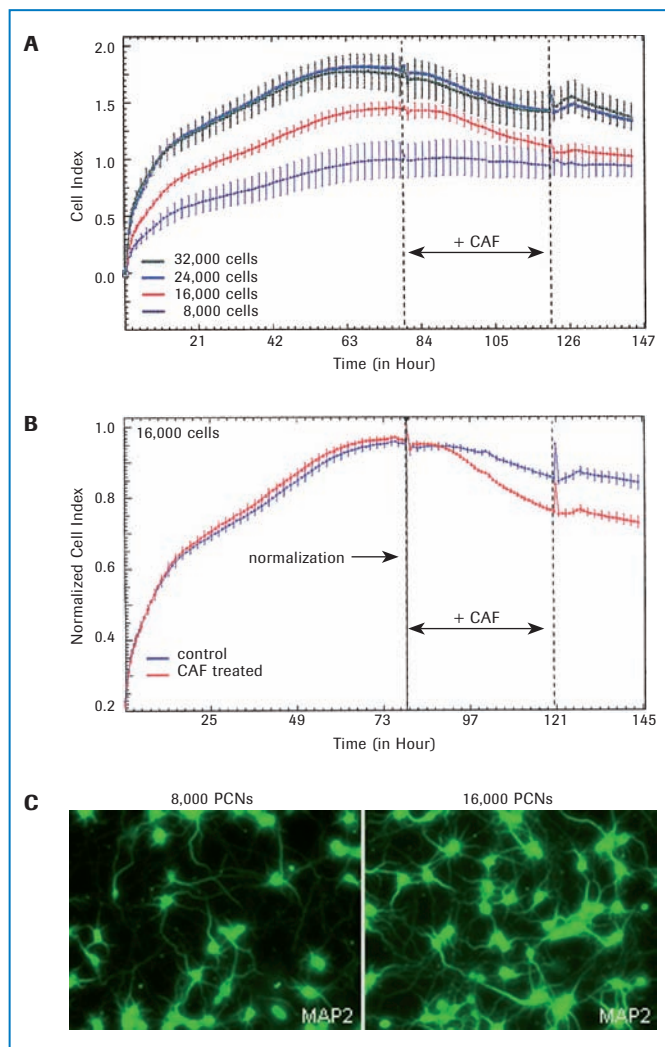 A
2.0
1.5
1.0
0.5
0.0
Cell Index
+ CAF
32,000 cells
24,000 cells
16,000 cells
8,000 cells
21 42 63 84 105 126 147
Time (in Hour)
B
16,000 cells
1.0
0.8
0.6
0.4
0.2
Normalized Cell Index
normalization
+ CAF
control
CAF treated
25 49 73 97 121 145
Time (in Hour)
C
8,000 PCNs 16,000 PCNs
MAP2 MAP2